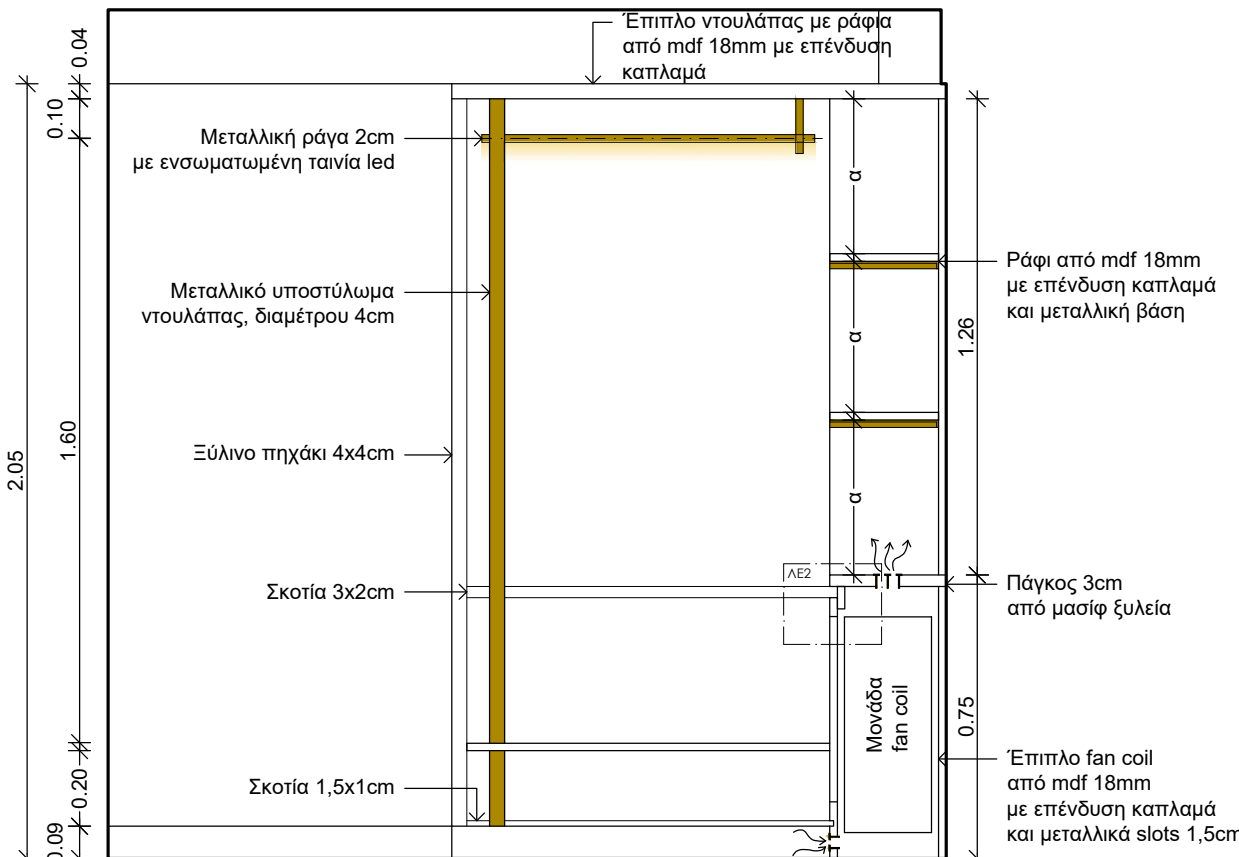 Έπιπλο ντουλάπας με ράφια
από mdf 18mm με επένδυση
καπλαμά
0.04
0.10
Μεταλλική ράγα 2cm
με ενσωματωμένη ταινία led
α
Ράφι από mdf 18mm
με επένδυση καπλαμά
και μεταλλική βάση
Μεταλλικό υποστύλωμα
ντουλάπας, διαμέτρου 4cm
α
1.26
1.60
2.05
Ξύλινο πηχάκι 4x4cm
α
ΛΕ2
Σκοτία 3x2cm
Πάγκος 3cm
από μασίφ ξυλεία
Μονάδα
fan coil
0.75
Έπιπλο fan coil
από mdf 18mm
με επένδυση καπλαμά
και μεταλλικά slots 1,5cm
0.20
Σκοτία 1,5x1cm
0.09